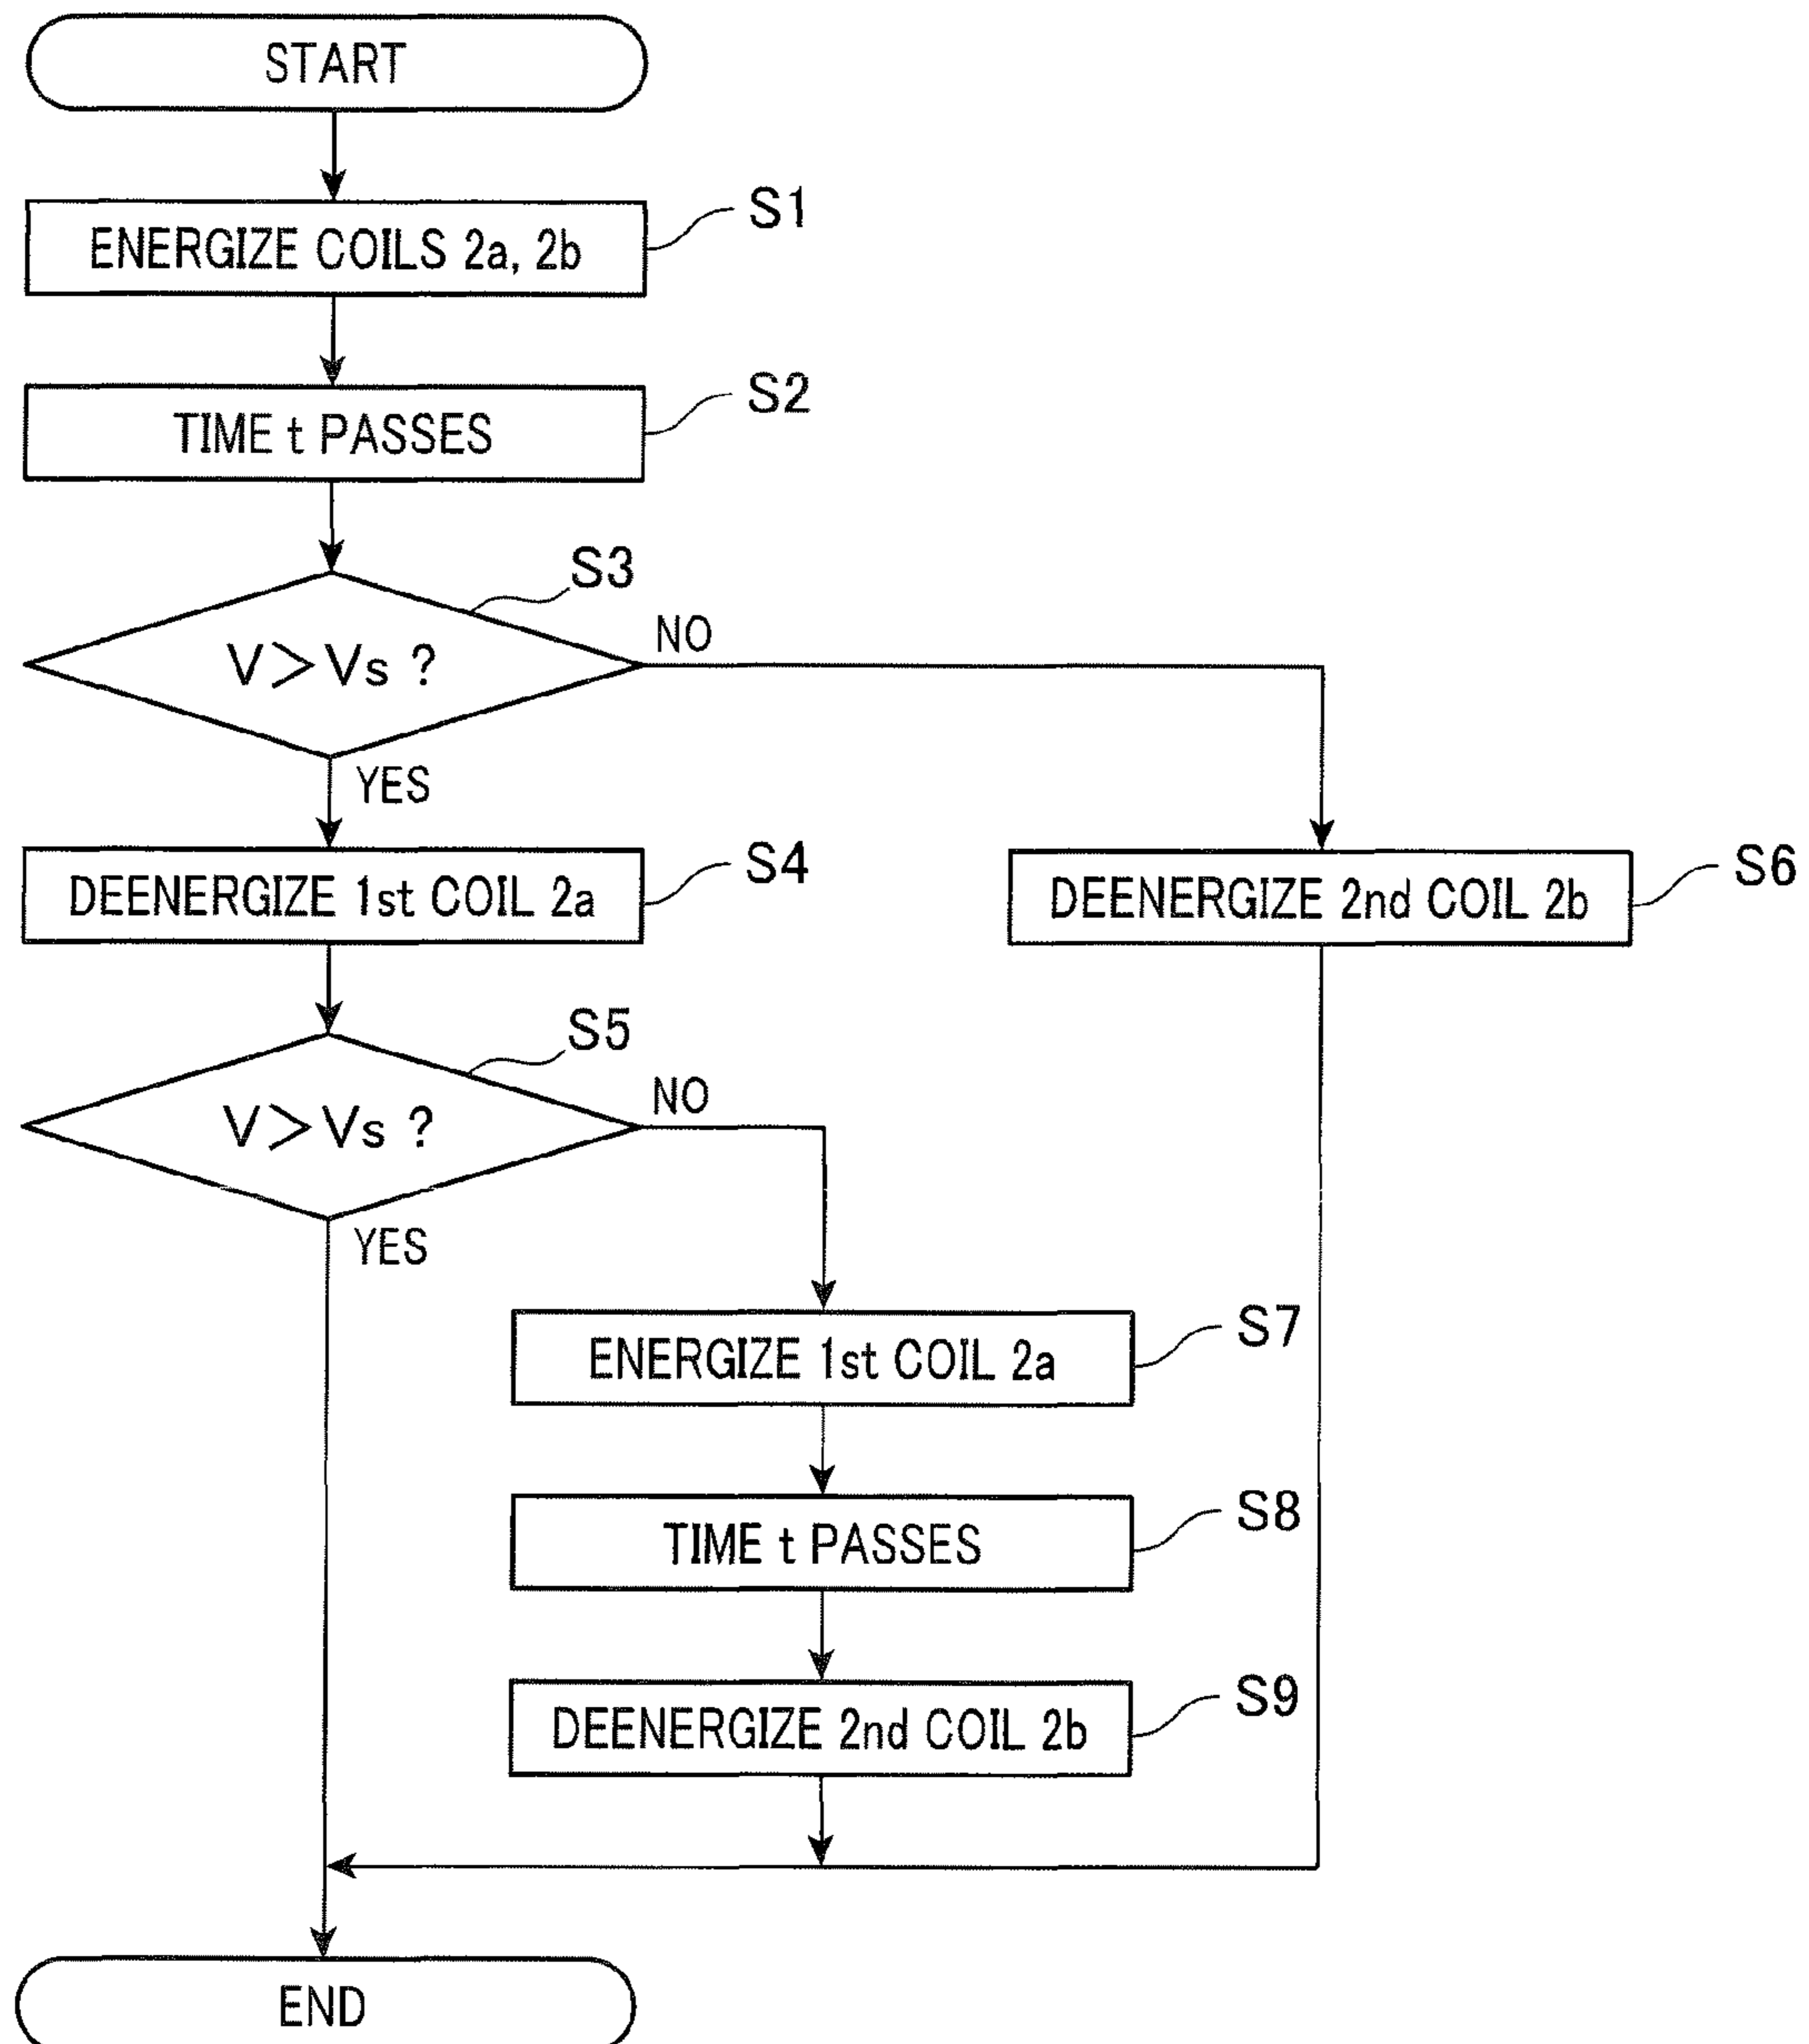 START
ENERGIZE COILS 2a, 2b
S1
TIME t PASSES
S2
S3
V > Vs ?
NO
YES
DEENERGIZE 1st COIL 2a
S4
DEENERGIZE 2nd COIL 2b
S6
S5
V > Vs ?
NO
YES
ENERGIZE 1st COIL 2a
S7
TIME t PASSES
S8
DEENERGIZE 2nd COIL 2b
S9
END